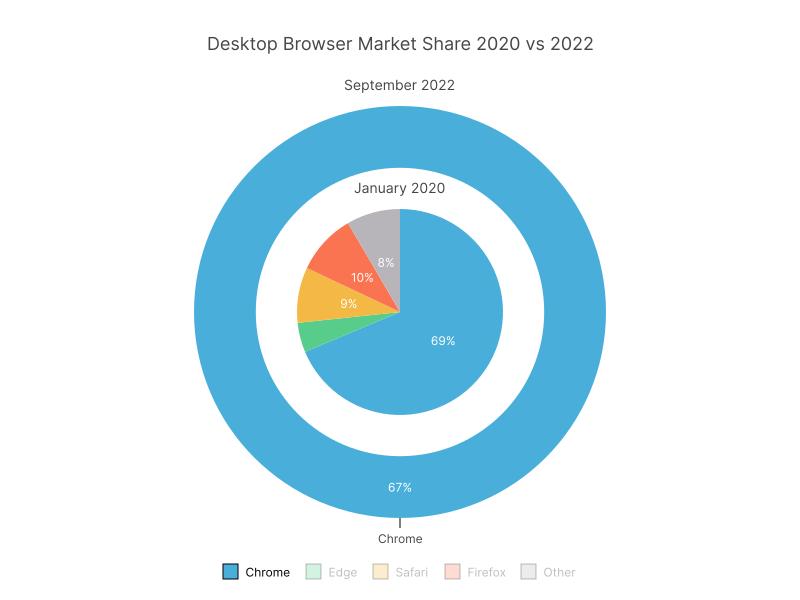 Desktop Browser Market Share 2020 vs 2022
September 2022
January 2020
8%
10%
9%
69%
67%
Chrome
Chrome Edge Safari Firefox Other